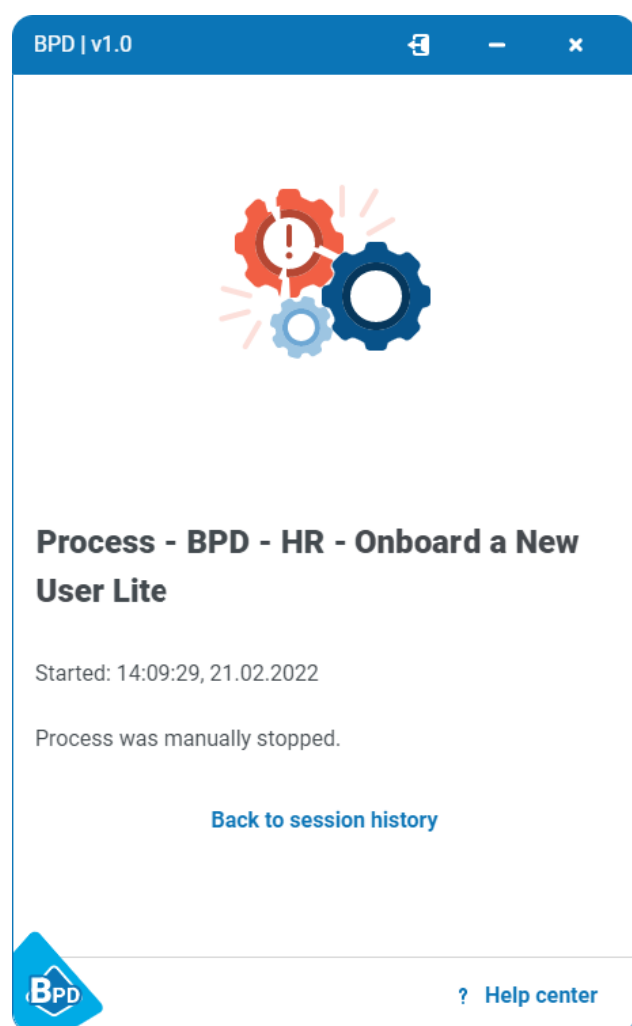 BPD | v1.0
Process - BPD - HR - Onboard a New
User Lite
Started: 14:09:29, 21.02.2022
Process was manually stopped.
Back to session history
BPD
? Help center